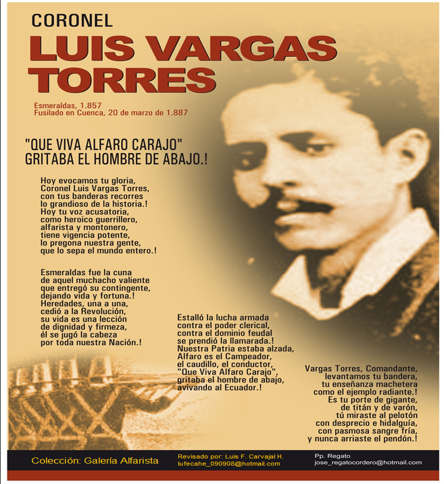 CORONEL
LUIS VARGAS
TORRES
Esmeraldas, 1.857
Fusilado en Cuenca, 20 de marzo de 1.887
"QUE VIVA ALFARO CARAJO"
GRITABA EL HOMBRE DE ABAJO.!
Hoy evocamos tu gloria,
Coronel Luis Vargas Torres,
con tus banderas recorres
lo grandioso de la historia.!
Hoy tu voz acusatoria,
como heroico guerrillero,
alfarista y montonero,
tiene vigencia potente,
lo pregona nuestra gente,
que lo sepa el mundo entero.!
Esmeraldas fue la cuna
de aquel muchacho valiente
que entregó su contingente,
dejando vida y fortuna.!
Heredades, una a una,
cedió a la Revolución,
su vida es una lección
de dignidad y firmeza,
él se jugó la cabeza
por toda nuestra Nación.!
Estalló la lucha armada
contra el poder clerical,
contra el dominio feudal
se prendió la llamarada.!
Nuestra Patria estaba alzada,
Alfaro es el Campeador,
el caudillo, el conductor,
"Que Viva Alfaro Carajo",
gritaba el hombre de abajo,
avivando al Ecuador.!
Vargas Torres, Comandante,
levantamos tu bandera,
tu enseñanza machetera
como el ejemplo radiante.!
Es tu porte de gigante,
de titán y de varón,
tú miraste al pelotón
con desprecio e hidalguía,
con pasmosa sangre fría,
y nunca arriaste el pendón.!
Colección: Galería Alfarista
Revisado por: Luis F. Carvajal H.
lufecahe_090908@hotmail.com
Pp. Regato
jose_regatocordero@hotmail.com